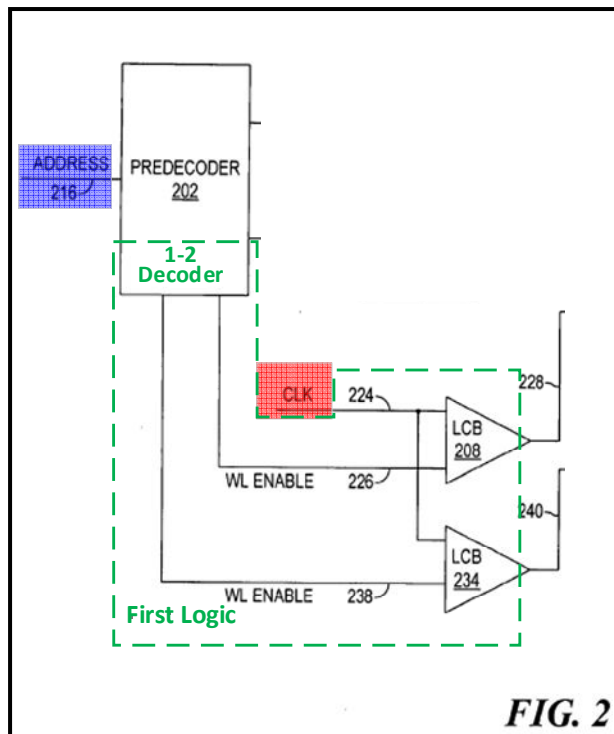 ADDRESS
216
PREDECODER
202
1-2
Decoder
CLK
224
LCB
208
228
WL ENABLE
226
LCB
234
240
WL ENABLE
238
First Logic
FIG. 2